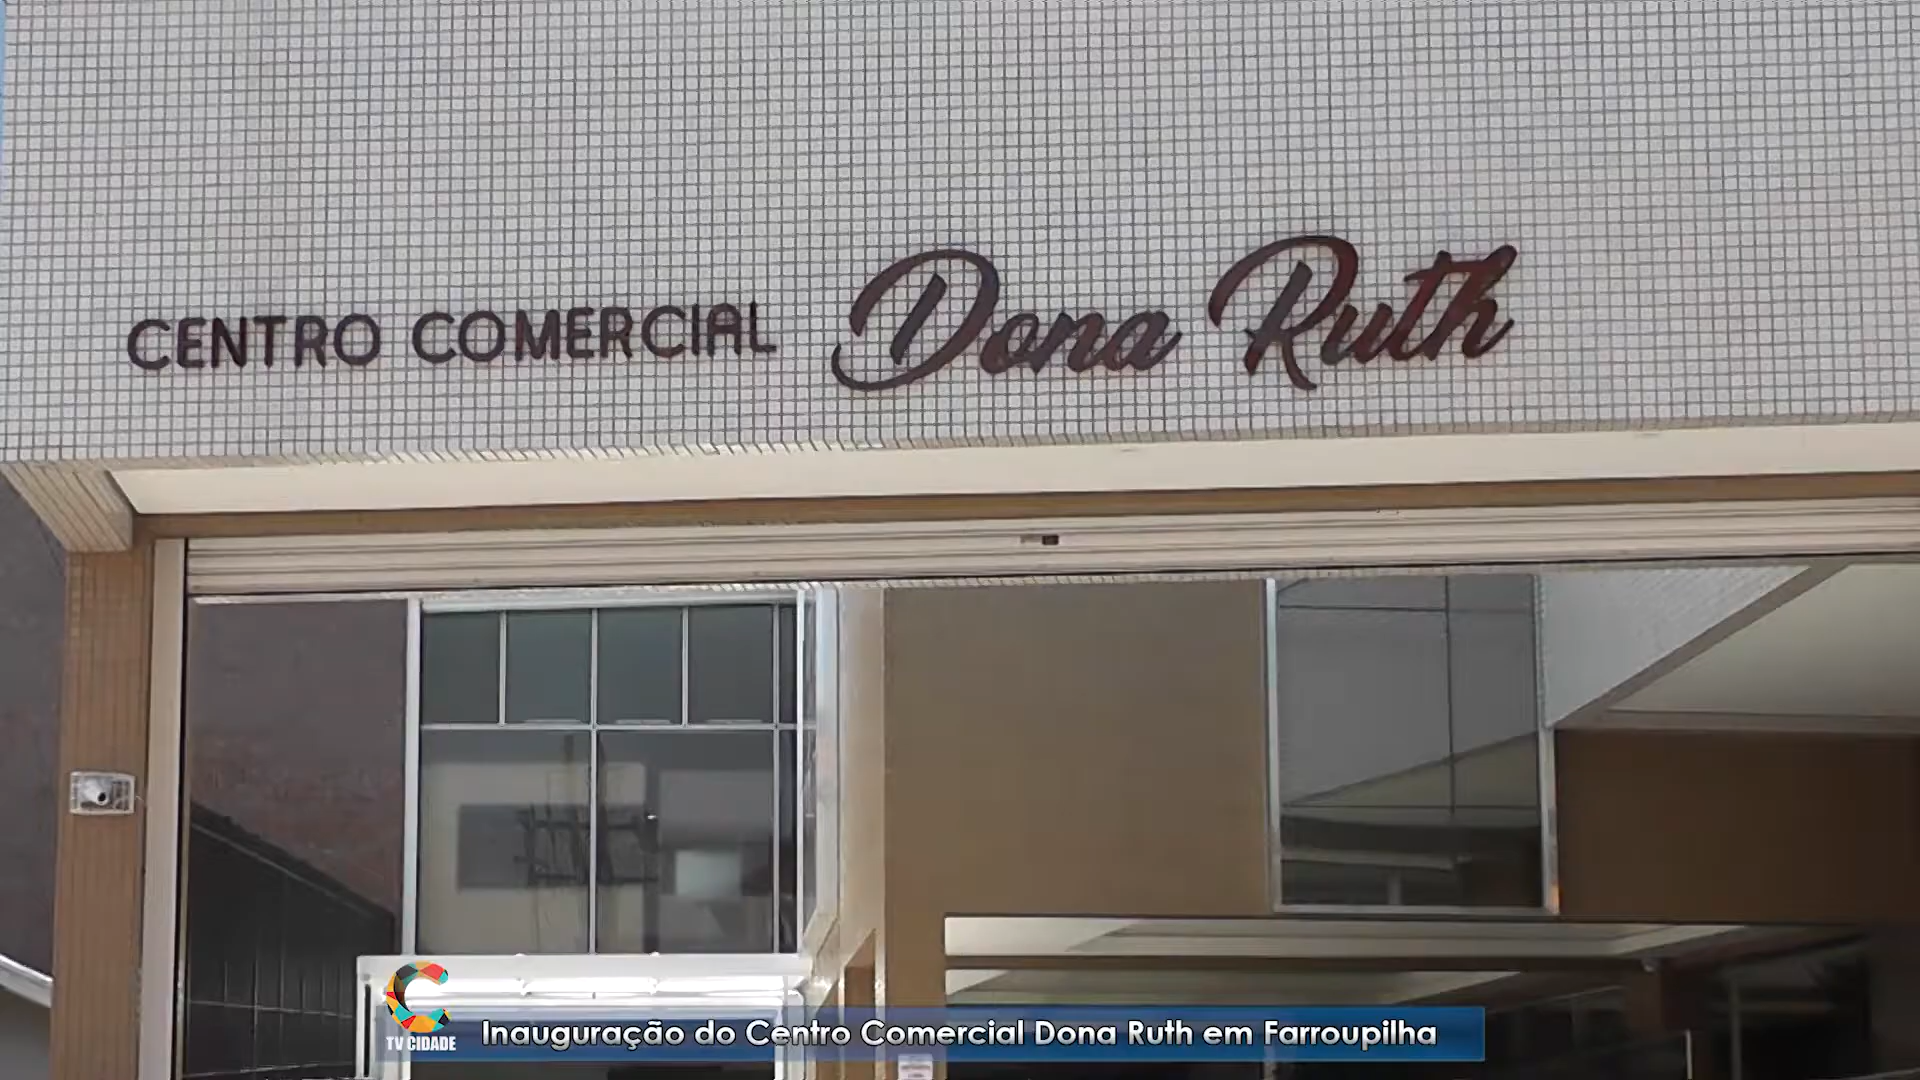 CENTRO COMERCIAL Dona Ruth
TV CIDADE
Inauguração do Centro Comercial Dona Ruth em Farroupilha